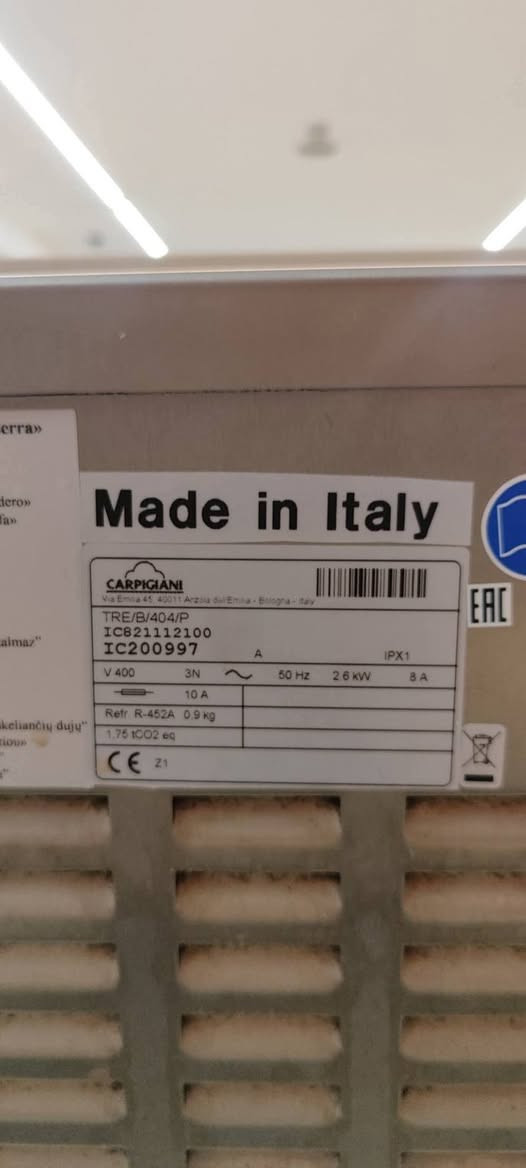 erra»
dero»
fa»
Made in Italy
CARPIGIANI
Via Emilia 45, 40011 Anzola dell'Emilia - Bologna - Italy
TRE/B/404/P
IC821112100
IC200997 A IPX1
V 400 3N 50 Hz 2.6 kW 8 A
10 A
Refr. R-452A 0.9 kg
1.75 tCO2 eq
CE Z1
EAC
keliančių dujų"